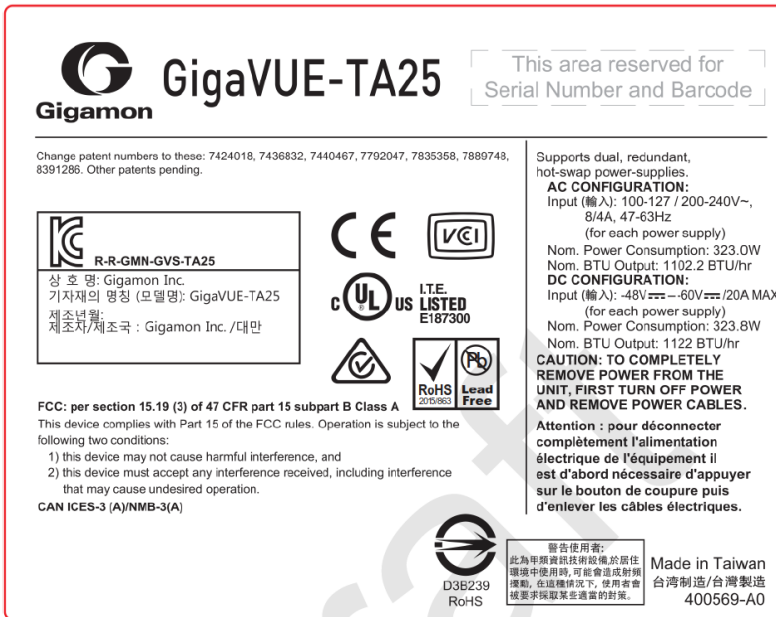 Gigamon
GigaVUE-TA25
This area reserved for
Serial Number and Barcode
Change patent numbers to these: 7424018, 7436832, 7440467, 7792047, 7835358, 7889748,
8391286. Other patents pending.
R-R-GMN-GVS-TA25
상 호 명: Gigamon Inc.
기자재의 명칭 (모델명): GigaVUE-TA25
제조년월:
제조자/제조국 : Gigamon Inc. /대만
CE
VCI
C UL US
I.T.E.
LISTED
E187300
RoHS
2015/863
Pb
Lead
Free
FCC: per section 15.19 (3) of 47 CFR part 15 subpart B Class A
This device complies with Part 15 of the FCC rules. Operation is subject to the
following two conditions:
1) this device may not cause harmful interference, and
2) this device must accept any interference received, including interference
that may cause undesired operation.
CAN ICES-3 (A)/NMB-3(A)
Supports dual, redundant,
hot-swap power-supplies.
AC CONFIGURATION:
Input (輸入): 100-127 / 200-240V~,
8/4A, 47-63Hz
(for each power supply)
Nom. Power Consumption: 323.0W
Nom. BTU Output: 1102.2 BTU/hr
DC CONFIGURATION:
Input (輸入): -48V⎓ – -60V⎓ /20A MAX
(for each power supply)
Nom. Power Consumption: 323.8W
Nom. BTU Output: 1122 BTU/hr
CAUTION: TO COMPLETELY
REMOVE POWER FROM THE
UNIT, FIRST TURN OFF POWER
AND REMOVE POWER CABLES.
Attention : pour déconnecter
complètement l'alimentation
électrique de l'équipement il
est d'abord nécessaire d'appuyer
sur le bouton de coupure puis
d'enlever les câbles électriques.
D3B239
RoHS
警告使用者:
此為甲類資訊技術設備,於居住
環境中使用時,可能會造成射頻
擾動, 在這種情況下, 使用者會
被要求採取某些適當的對策。
Made in Taiwan
台湾制造/台灣製造
400569-A0